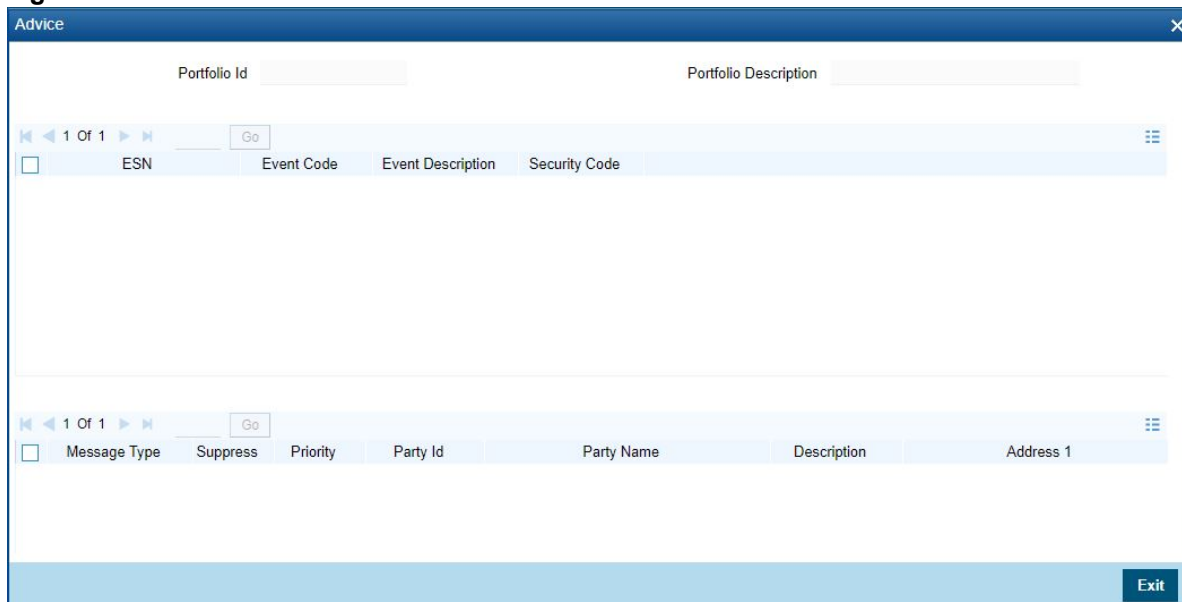 Advice
Portfolio Id Portfolio Description
1 Of 1 Go
ESN Event Code Event Description Security Code
1 Of 1 Go
Message Type Suppress Priority Party Id Party Name Description Address 1
Exit